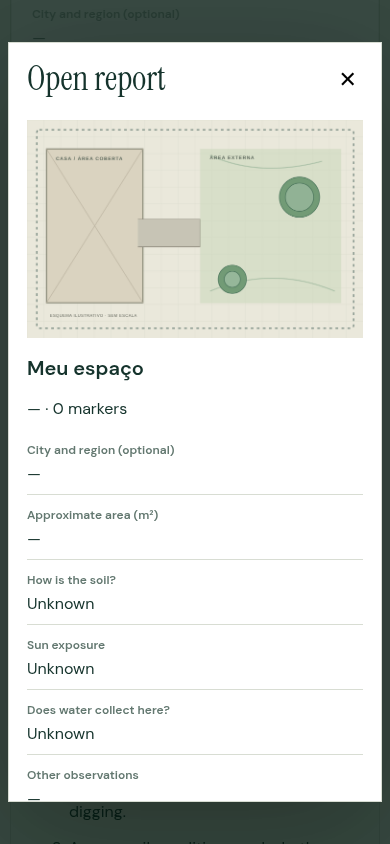 City and region (optional)
—
Open report
✕
CASA / ÁREA COBERTA
ÁREA EXTERNA
ESQUEMA ILUSTRATIVO · SEM ESCALA
Meu espaço
— · 0 markers
City and region (optional)
—
Approximate area (m²)
—
How is the soil?
Unknown
Sun exposure
Unknown
Does water collect here?
Unknown
Other observations
—
digging.